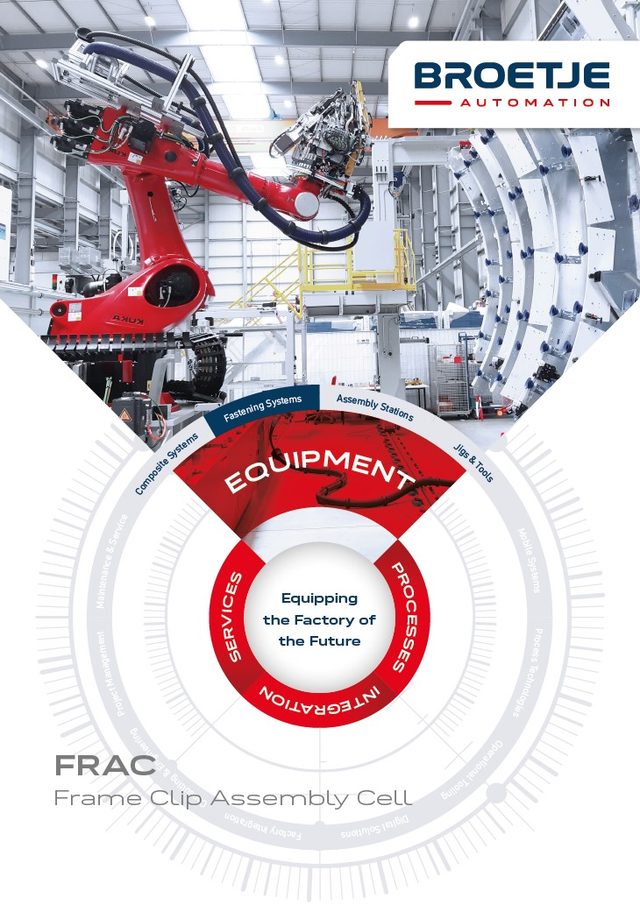 BROETJE
AUTOMATION
KUKA
Composite Systems
Fastening Systems
Assembly Stations
Jigs & Tools
EQUIPMENT
Maintenance & Service
Mobile Systems
SERVICES
Equipping
the Factory of
the Future
PROCESSES
Project Management
Process Technologies
INTEGRATION
FRAC
Operational Tooling
Frame Clip Assembly Cell
Factory Integration
Digital Solutions